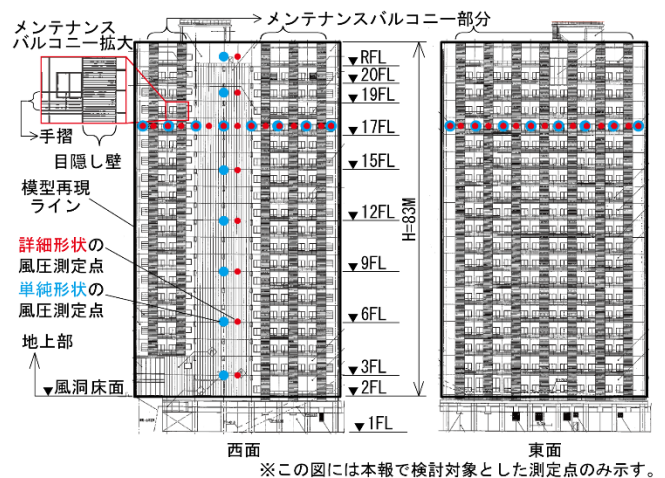 メンテナンスバルコニー部分
メンテナンス
バルコニー拡大
手摺
目隠し壁
模型再現
ライン
詳細形状の
風圧測定点
単純形状の
風圧測定点
地上部
▼風洞床面
▼RFL
▼20FL
▼19FL
▼17FL
▼15FL
▼12FL
▼9FL
▼6FL
▼3FL
▼2FL
▼1FL
H=83M
西面
東面
※この図には本報で検討対象とした測定点のみ示す。